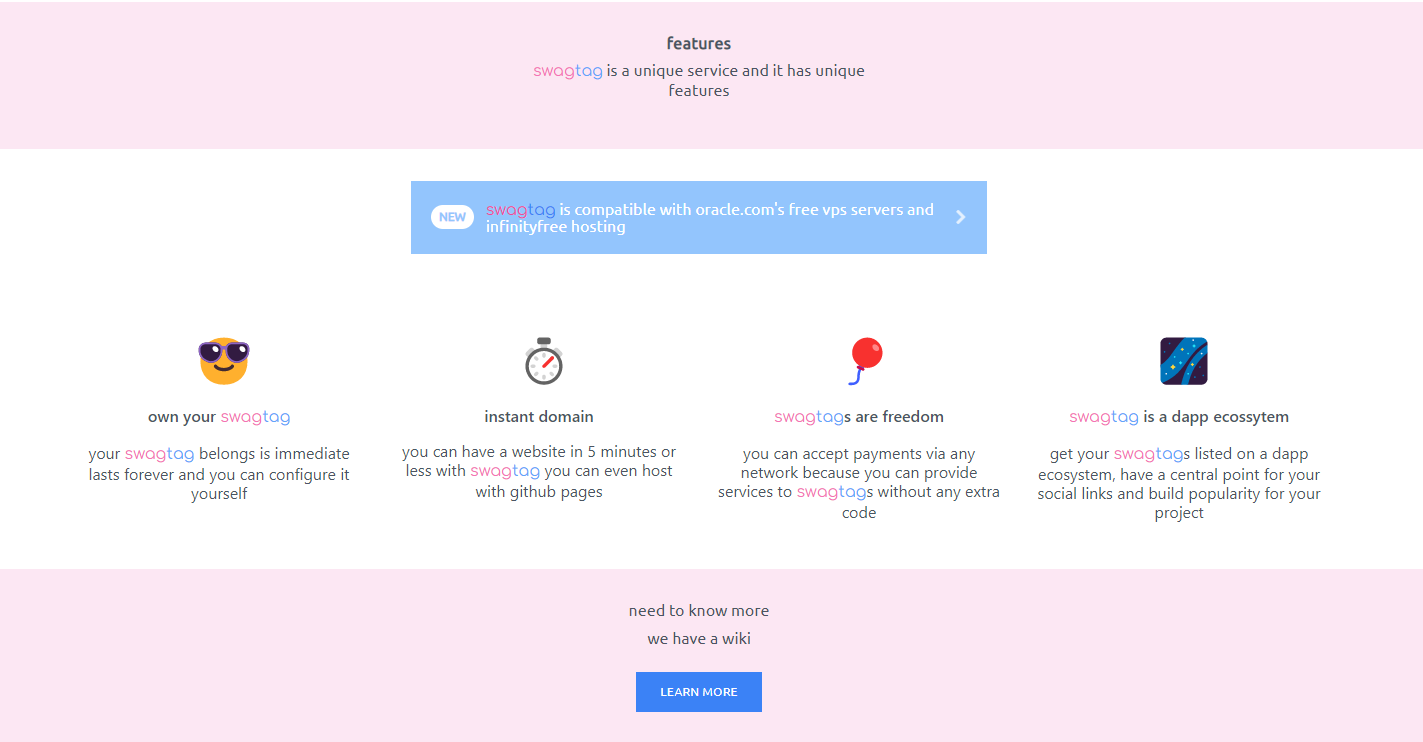 features
swagtag is a unique service and it has unique
features
NEW
swagtag is compatible with oracle.com's free vps servers and
infinityfree hosting
own your swagtag
your swagtag belongs is immediate
lasts forever and you can configure it
yourself
instant domain
you can have a website in 5 minutes or
less with swagtag you can even host
with github pages
swagtags are freedom
you can accept payments via any
network because you can provide
services to swagtags without any extra
code
swagtag is a dapp ecossytem
get your swagtags listed on a dapp
ecosystem, have a central point for your
social links and build popularity for your
project
need to know more
we have a wiki
LEARN MORE